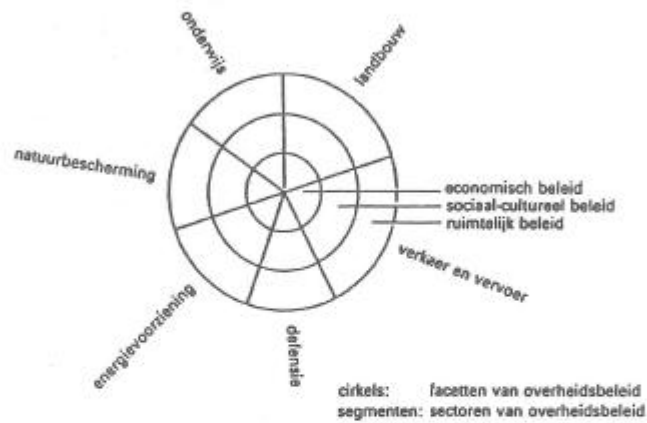 onderwijs
landbouw
natuurbescherming
economisch beleid
sociaal-cultureel beleid
ruimtelijk beleid
verkeer en vervoer
energievoorziening
defensie
cirkels: facetten van overheidsbeleid
segmenten: sectoren van overheidsbeleid